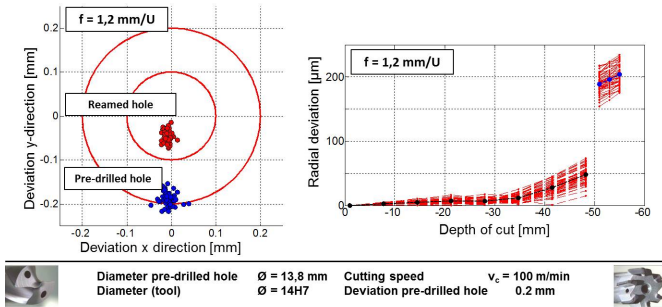 f = 1,2 mm/U
Deviation y-direction [mm]
0.2
0.1
0
-0.1
-0.2
Reamed hole
Pre-drilled hole
-0.2 -0.1 0 0.1 0.2
Deviation x direction [mm]
f = 1,2 mm/U
Radial deviation [µm]
200
100
50
0
0 -10 -20 -30 -40 -50 -60
Depth of cut [mm]
Diameter pre-drilled hole Ø = 13,8 mm Cutting speed vc = 100 m/min
Diameter (tool) Ø = 14H7 Deviation pre-drilled hole 0.2 mm